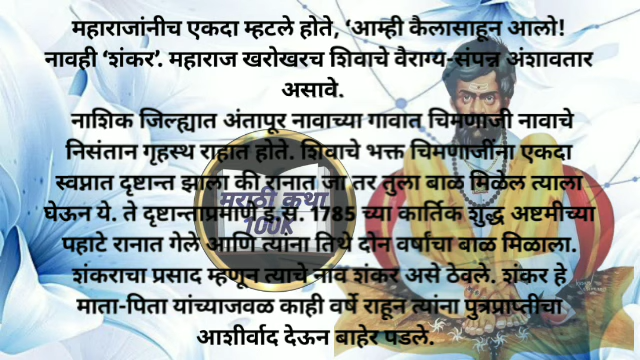 महाराजांनीच एकदा म्हटले होते, ‘आम्ही कैलासाहून आलो!
नावही ‘शंकर’. महाराज खरोखरच शिवाचे वैराग्य-संपन्न अंशावतार
असावे.
नाशिक जिल्ह्यात अंतापूर नावाच्या गावात चिमणाजी नावाचे
निसंतान गृहस्थ राहात होते. शिवाचे भक्त चिमणाजींना एकदा
स्वप्नात दृष्टान्त झाला की रानात जा तर तुला बाळ मिळेल त्याला
घेऊन ये. ते दृष्टान्ताप्रमाणे इ.स. 1785 च्या कार्तिक शुद्ध अष्टमीच्या
पहाटे रानात गेले आणि त्यांना तिथे दोन वर्षांचा बाळ मिळाला.
शंकराचा प्रसाद म्हणून त्याचे नाव शंकर असे ठेवले. शंकर हे
माता-पिता यांच्याजवळ काही वर्षे राहून त्यांना पुत्रप्राप्तीचा
आशीर्वाद देऊन बाहेर पडले.
मराठी कथा
100K